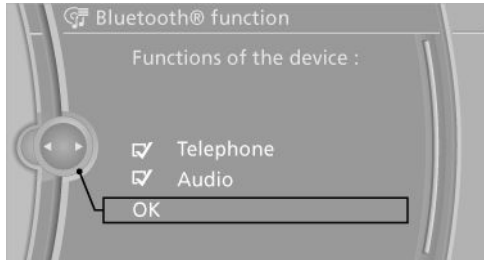 Bluetooth® function
Functions of the device :
Telephone
Audio
OK